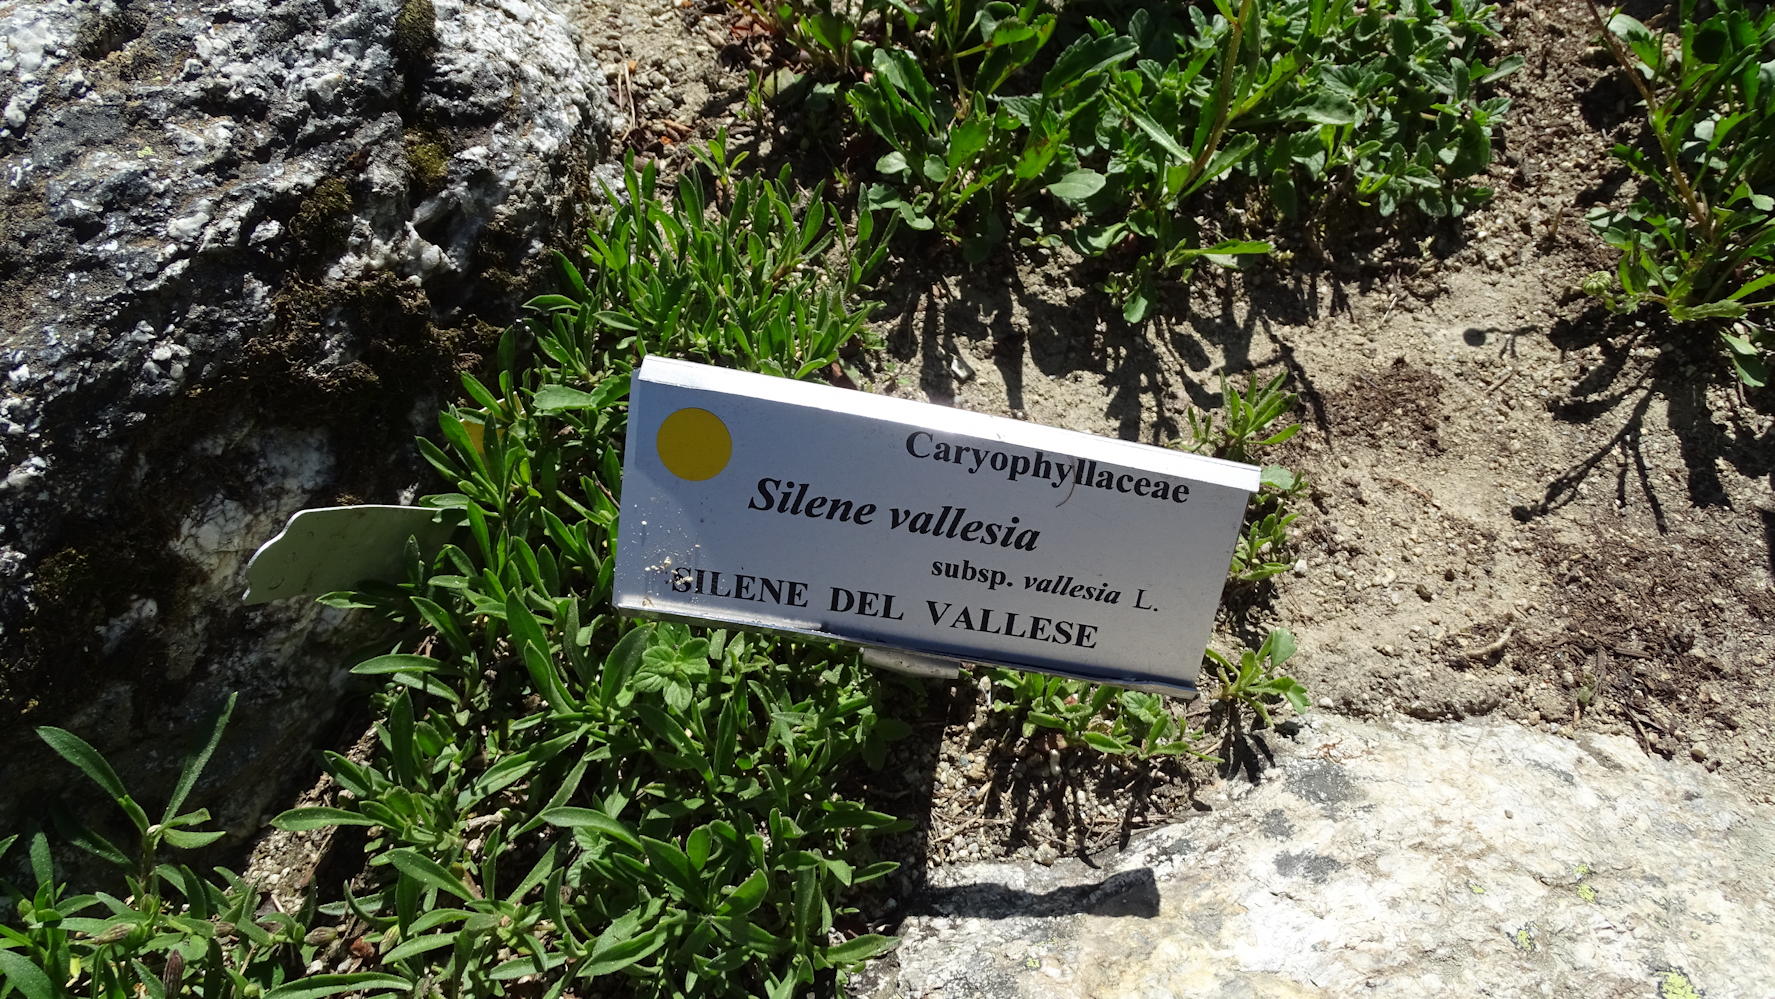 Caryophyllaceae
Silene vallesia
subsp. vallesia L.
SILENE DEL VALLESE